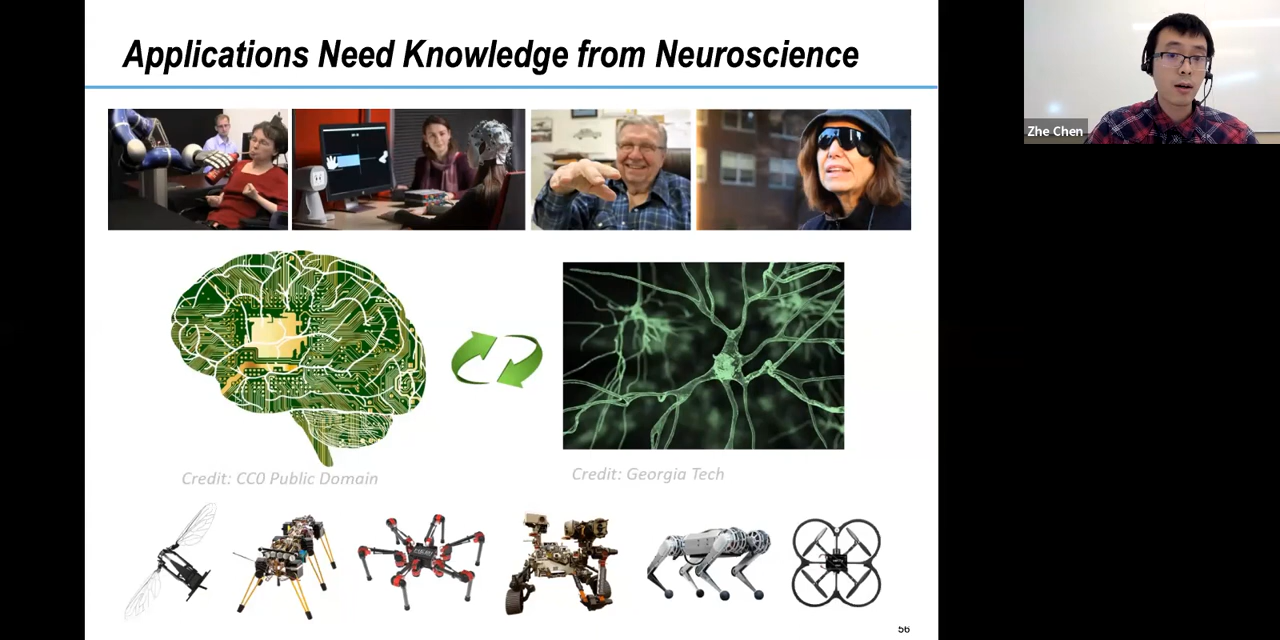 Applications Need Knowledge from Neuroscience
Zhe Chen
Credit: CC0 Public Domain
Credit: Georgia Tech
56